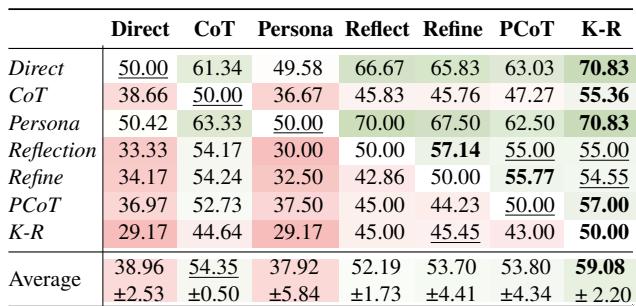 Direct CoT Persona Reflect Refine PCoT K-R
Direct 50.00 61.34 49.58 66.67 65.83 63.03 70.83
CoT 38.66 50.00 36.67 45.83 45.76 47.27 55.36
Persona 50.42 63.33 50.00 70.00 67.50 62.50 70.83
Reflection 33.33 54.17 30.00 50.00 57.14 55.00 55.00
Refine 34.17 54.24 32.50 42.86 50.00 55.77 54.55
PCoT 36.97 52.73 37.50 45.00 44.23 50.00 57.00
K-R 29.17 44.64 29.17 45.00 45.45 43.00 50.00
Average 38.96 54.35 37.92 52.19 53.70 53.80 59.08
±2.53 ±0.50 ±5.84 ±1.73 ±4.41 ±4.34 ± 2.20